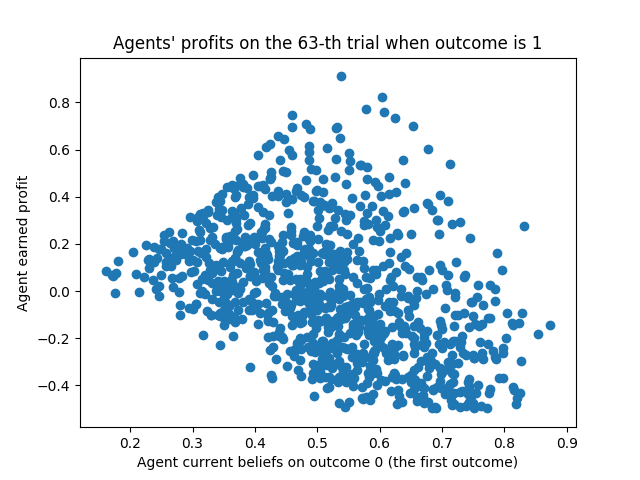 Agents' profits on the 63-th trial when outcome is 1
Agent earned profit
0.8
0.6
0.4
0.2
0.0
−0.2
−0.4
0.2 0.3 0.4 0.5 0.6 0.7 0.8 0.9
Agent current beliefs on outcome 0 (the first outcome)